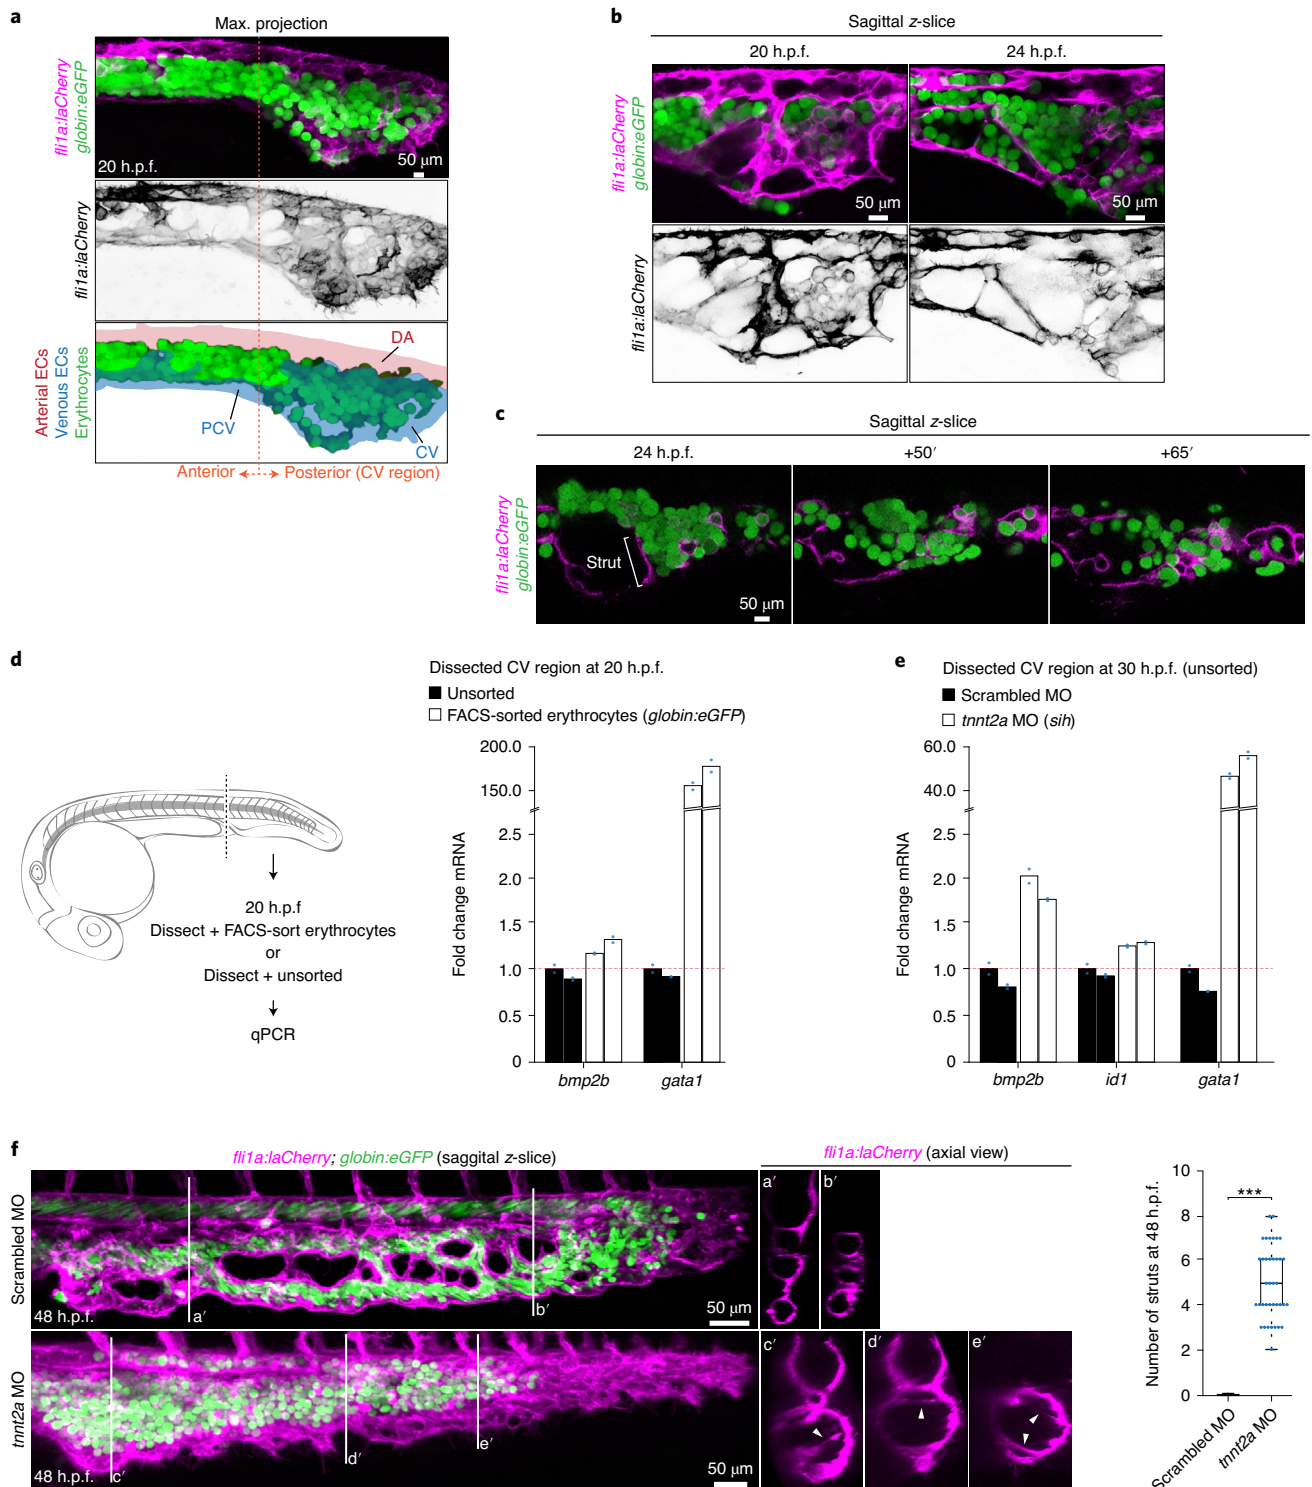 a
Max. projection
fli1a:laCherry
globin:eGFP
20 h.p.f.
50 µm
fli1a:laCherry
Arterial ECs
Venous ECs
Erythrocytes
DA
PCV
CV
Anterior
Posterior (CV region)
b
Sagittal z-slice
20 h.p.f.
24 h.p.f.
fli1a:laCherry
globin:eGFP
50 µm
50 µm
fli1a:laCherry
c
Sagittal z-slice
24 h.p.f.
+50′
+65′
fli1a:laCherry
globin:eGFP
Strut
50 µm
d
20 h.p.f
Dissect + FACS-sort erythrocytes
or
Dissect + unsorted
qPCR
Dissected CV region at 20 h.p.f.
Unsorted
FACS-sorted erythrocytes (globin:eGFP)
Fold change mRNA
200.0
150.0
2.5
2.0
1.5
1.0
0.5
0
bmp2b
gata1
e
Dissected CV region at 30 h.p.f. (unsorted)
Scrambled MO
tnnt2a MO (sih)
Fold change mRNA
60.0
40.0
2.5
2.0
1.5
1.0
0.5
0
bmp2b
id1
gata1
f
fli1a:laCherry; globin:eGFP (saggital z-slice)
fli1a:laCherry (axial view)
Scrambled MO
48 h.p.f.
a′
b′
50 µm
a′
b′
tnnt2a MO
48 h.p.f.
c′
d′
e′
50 µm
c′
d′
e′
Number of struts at 48 h.p.f.
10
8
6
4
2
0
***
Scrambled MO
tnnt2a MO